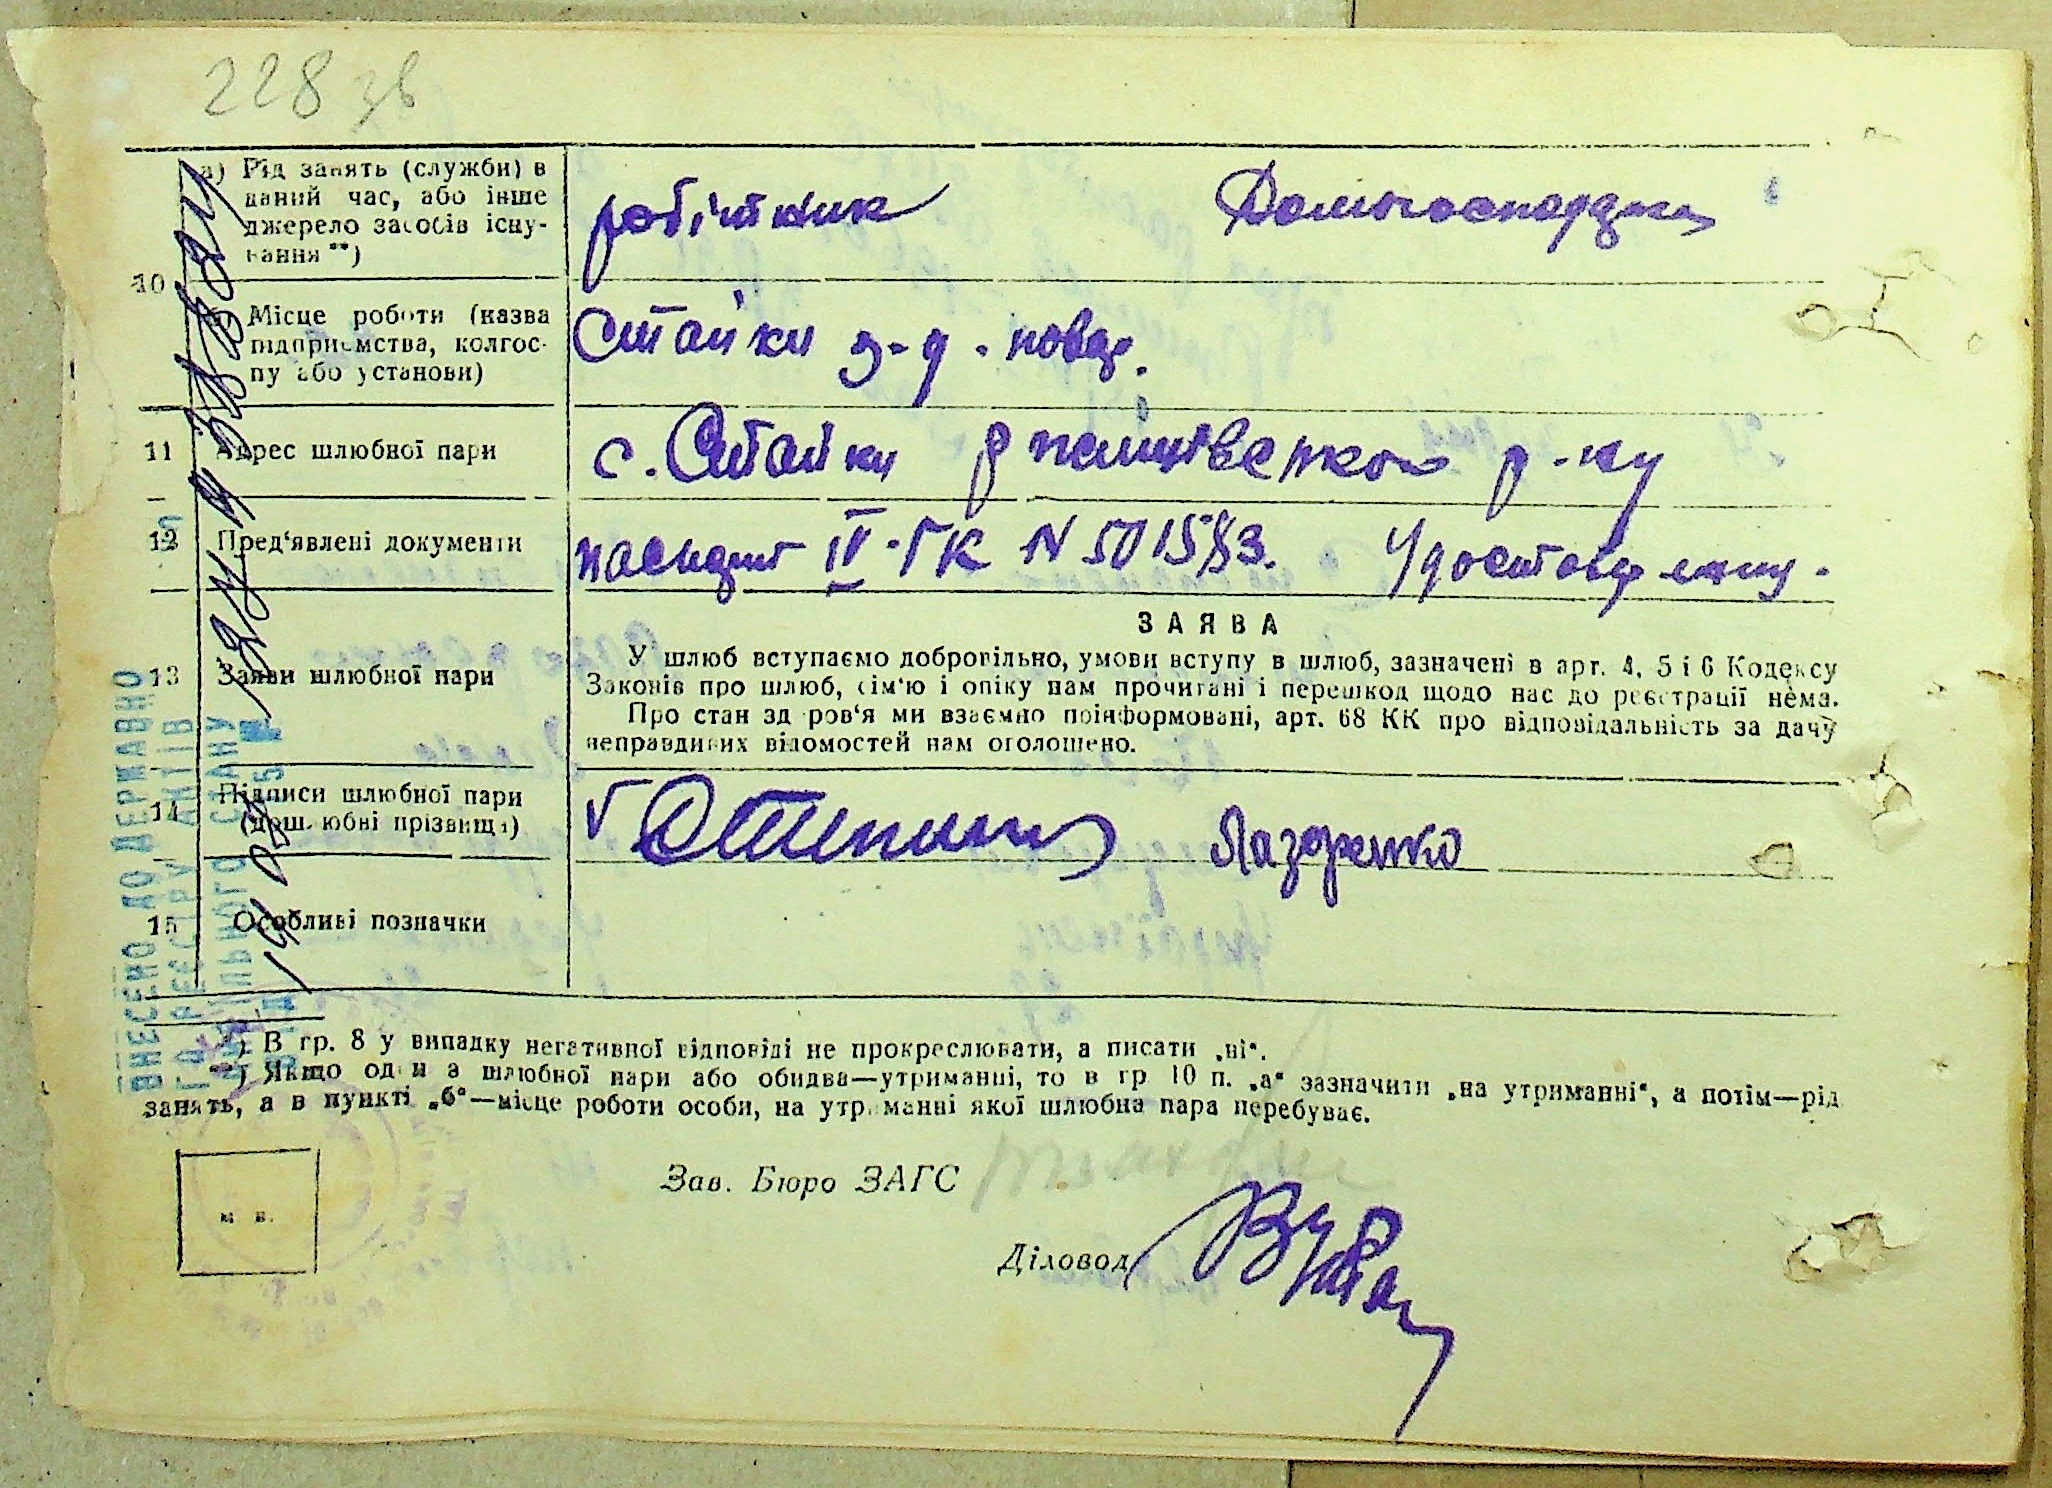 228 зв
10
а) Рід занять (служби) в
даний час, або інше
джерело засобів існу-
вання **)
робітник
Домогосподарка
б) Місце роботи (назва
підприємства, колгос-
пу або установи)
Стайки
11
Адрес шлюбної пари
с. Стайки Ржищівского р-ну
12
Пред'явлені документи
паспорт IV-ГК N
13
Заяви шлюбної пари
ЗАЯВА
У шлюб вступаємо добровільно, умови вступу в шлюб, зазначені в арт. 4, 5 і 6 Кодексу
Законів про шлюб, сім'ю і опіку нам прочитані і перешкод щодо нас до реєстрації нема.
Про стан здоров'я ми взаємно поінформовані, арт. 68 КК про відповідальність за дачу
неправдивих відомостей нам оголошено.
14
Підписи шлюбної пари
(дошлюбні прізвища)
Лазоренко
15
Особливі позначки
ВНЕСЕНО ДО ДЕРЖАВНО
ГО РЕЄСТРУ АКТІВ
ЦИВІЛЬНОГО СТАНУ
*) В гр. 8 у випадку негативної відповіді не прокреслювати, а писати „ні“.
**) Якщо один з шлюбної пари або обидва—утриманці, то в гр 10 п. „а“ зазначити „на утриманні“, а потім—рід
занять, а в пункті „б“—місце роботи особи, на утриманні якої шлюбна пара перебуває.
м п.
Зав. Бюро ЗАГС
Діловод